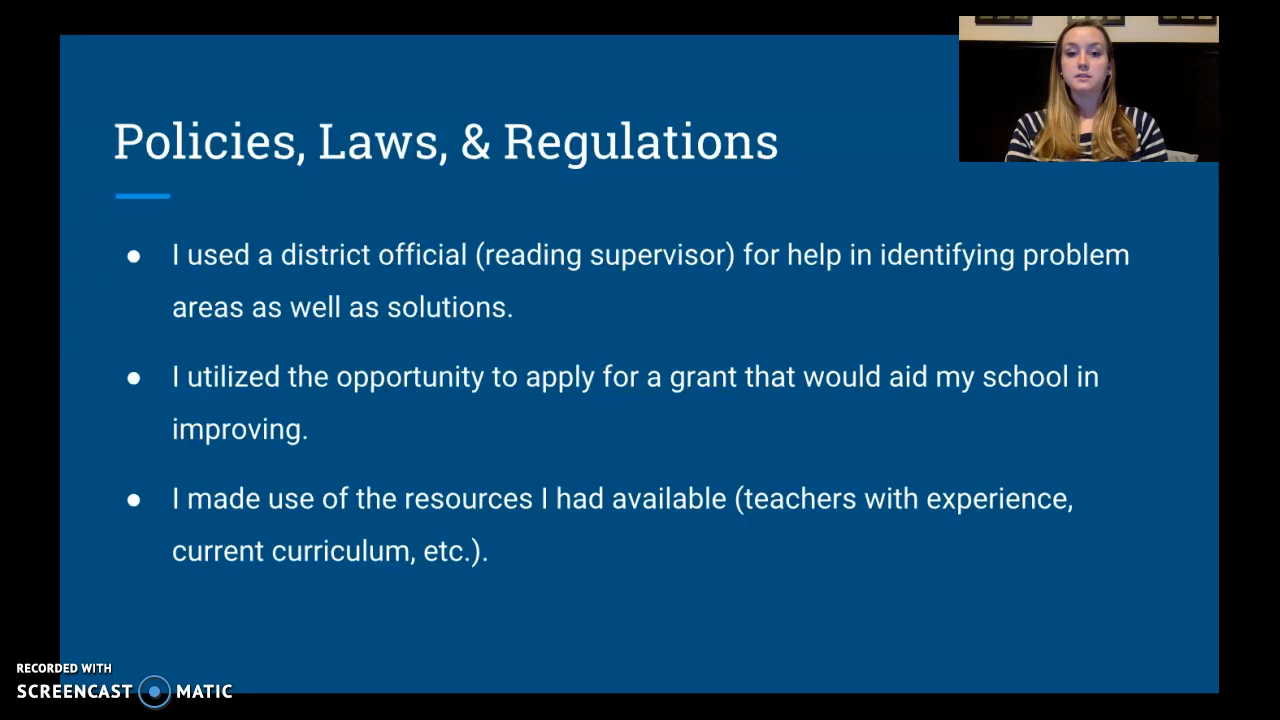 Policies, Laws, & Regulations
● I used a district official (reading supervisor) for help in identifying problem
areas as well as solutions.
● I utilized the opportunity to apply for a grant that would aid my school in
improving.
● I made use of the resources I had available (teachers with experience,
current curriculum, etc.).
RECORDED WITH
SCREENCAST MATIC